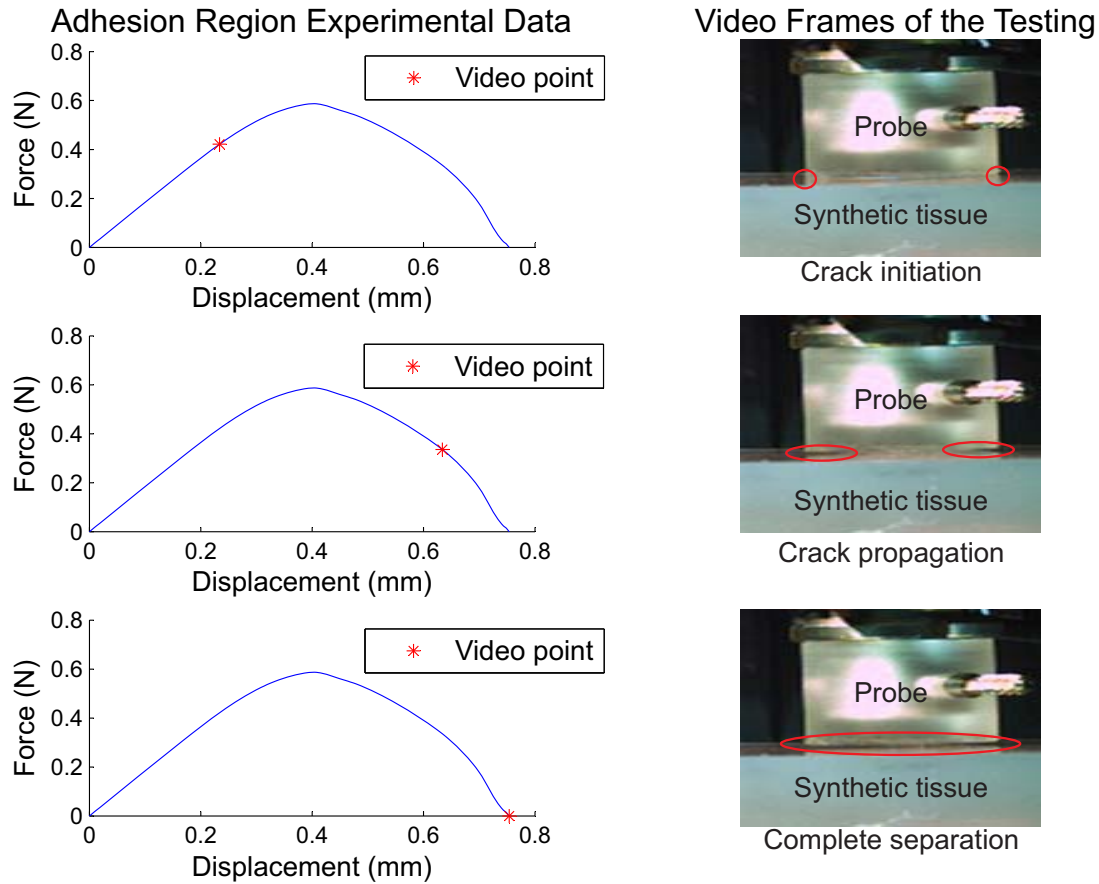 Adhesion Region Experimental Data
Video Frames of the Testing
0.8
0.6
0.4
0.2
0
Force (N)
Video point
0
0.2
0.4
0.6
0.8
Displacement (mm)
Probe
Synthetic tissue
Crack initiation
0.8
0.6
0.4
0.2
0
Force (N)
Video point
0
0.2
0.4
0.6
0.8
Displacement (mm)
Probe
Synthetic tissue
Crack propagation
0.8
0.6
0.4
0.2
0
Force (N)
Video point
0
0.2
0.4
0.6
0.8
Displacement (mm)
Probe
Synthetic tissue
Complete separation